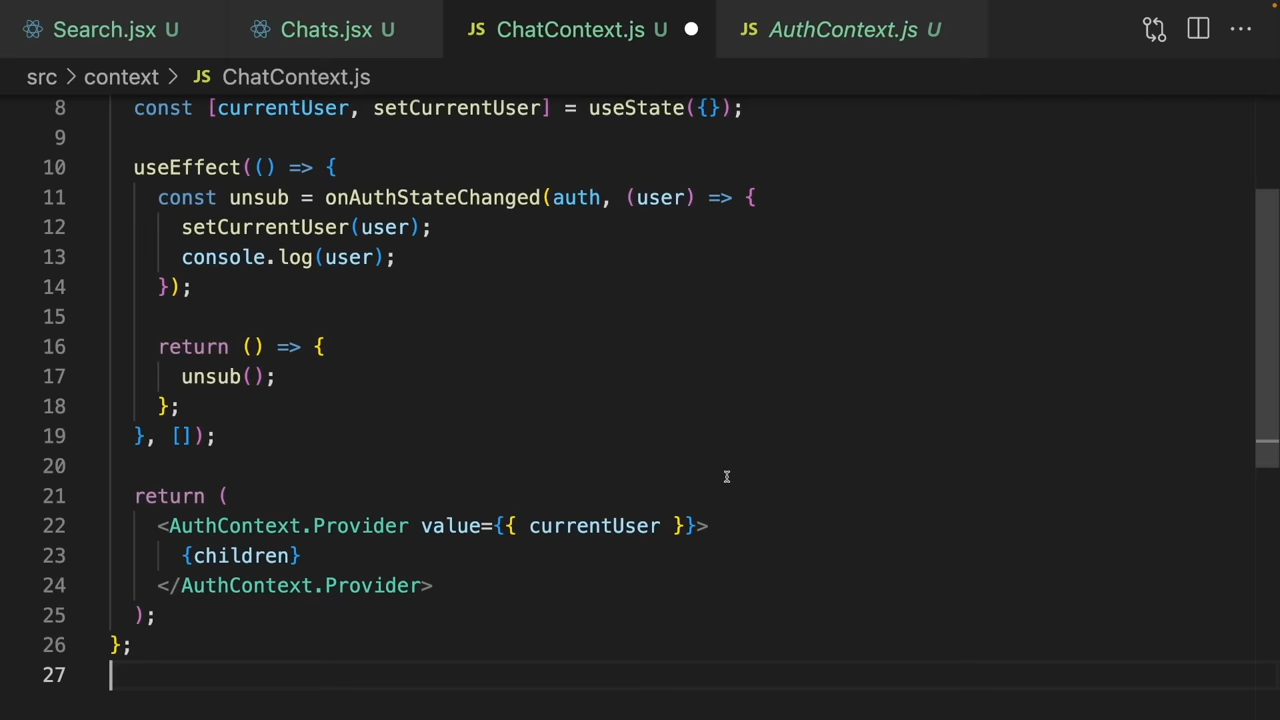 Search.jsx U Chats.jsx U JS ChatContext.js U JS AuthContext.js U
src > context > JS ChatContext.js
8 const [currentUser, setCurrentUser] = useState({});
9
10 useEffect(() => {
11 const unsub = onAuthStateChanged(auth, (user) => {
12 setCurrentUser(user);
13 console.log(user);
14 });
15
16 return () => {
17 unsub();
18 };
19 }, []);
20
21 return (
22 <AuthContext.Provider value={{ currentUser }}>
23 {children}
24 </AuthContext.Provider>
25 );
26 };
27